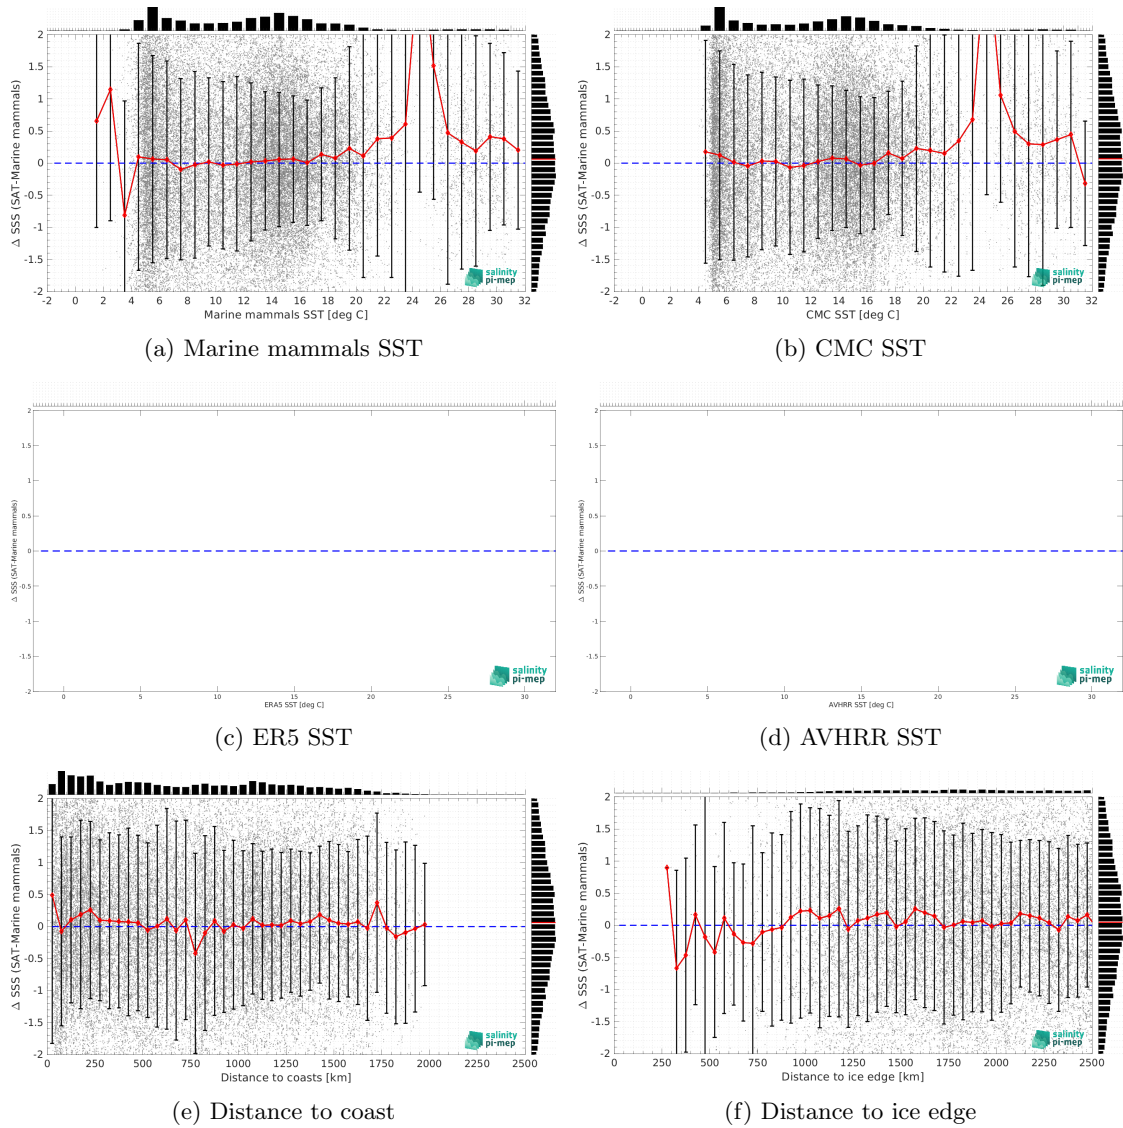 2
1.5
1
0.5
0
-0.5
-1
-1.5
-2
Δ SSS (SAT-Marine mammals)
salinity
pi-mep
-2 0 2 4 6 8 10 12 14 16 18 20 22 24 26 28 30 32
Marine mammals SST [deg C]
(a) Marine mammals SST
2
1.5
1
0.5
0
-0.5
-1
-1.5
-2
Δ SSS (SAT-Marine mammals)
salinity
pi-mep
-2 0 2 4 6 8 10 12 14 16 18 20 22 24 26 28 30 32
CMC SST [deg C]
(b) CMC SST
2
1.5
1
0.5
0
-0.5
-1
-1.5
-2
Δ SSS (SAT-Marine mammals)
salinity
pi-mep
0 5 10 15 20 25 30
ERA5 SST [deg C]
(c) ER5 SST
2
1.5
1
0.5
0
-0.5
-1
-1.5
-2
Δ SSS (SAT-Marine mammals)
salinity
pi-mep
0 5 10 15 20 25 30
AVHRR SST [deg C]
(d) AVHRR SST
2
1.5
1
0.5
0
-0.5
-1
-1.5
-2
Δ SSS (SAT-Marine mammals)
salinity
pi-mep
0 250 500 750 1000 1250 1500 1750 2000 2250 2500
Distance to coasts [km]
(e) Distance to coast
2
1.5
1
0.5
0
-0.5
-1
-1.5
-2
Δ SSS (SAT-Marine mammals)
salinity
pi-mep
0 250 500 750 1000 1250 1500 1750 2000 2250 2500
Distance to ice edge [km]
(f) Distance to ice edge